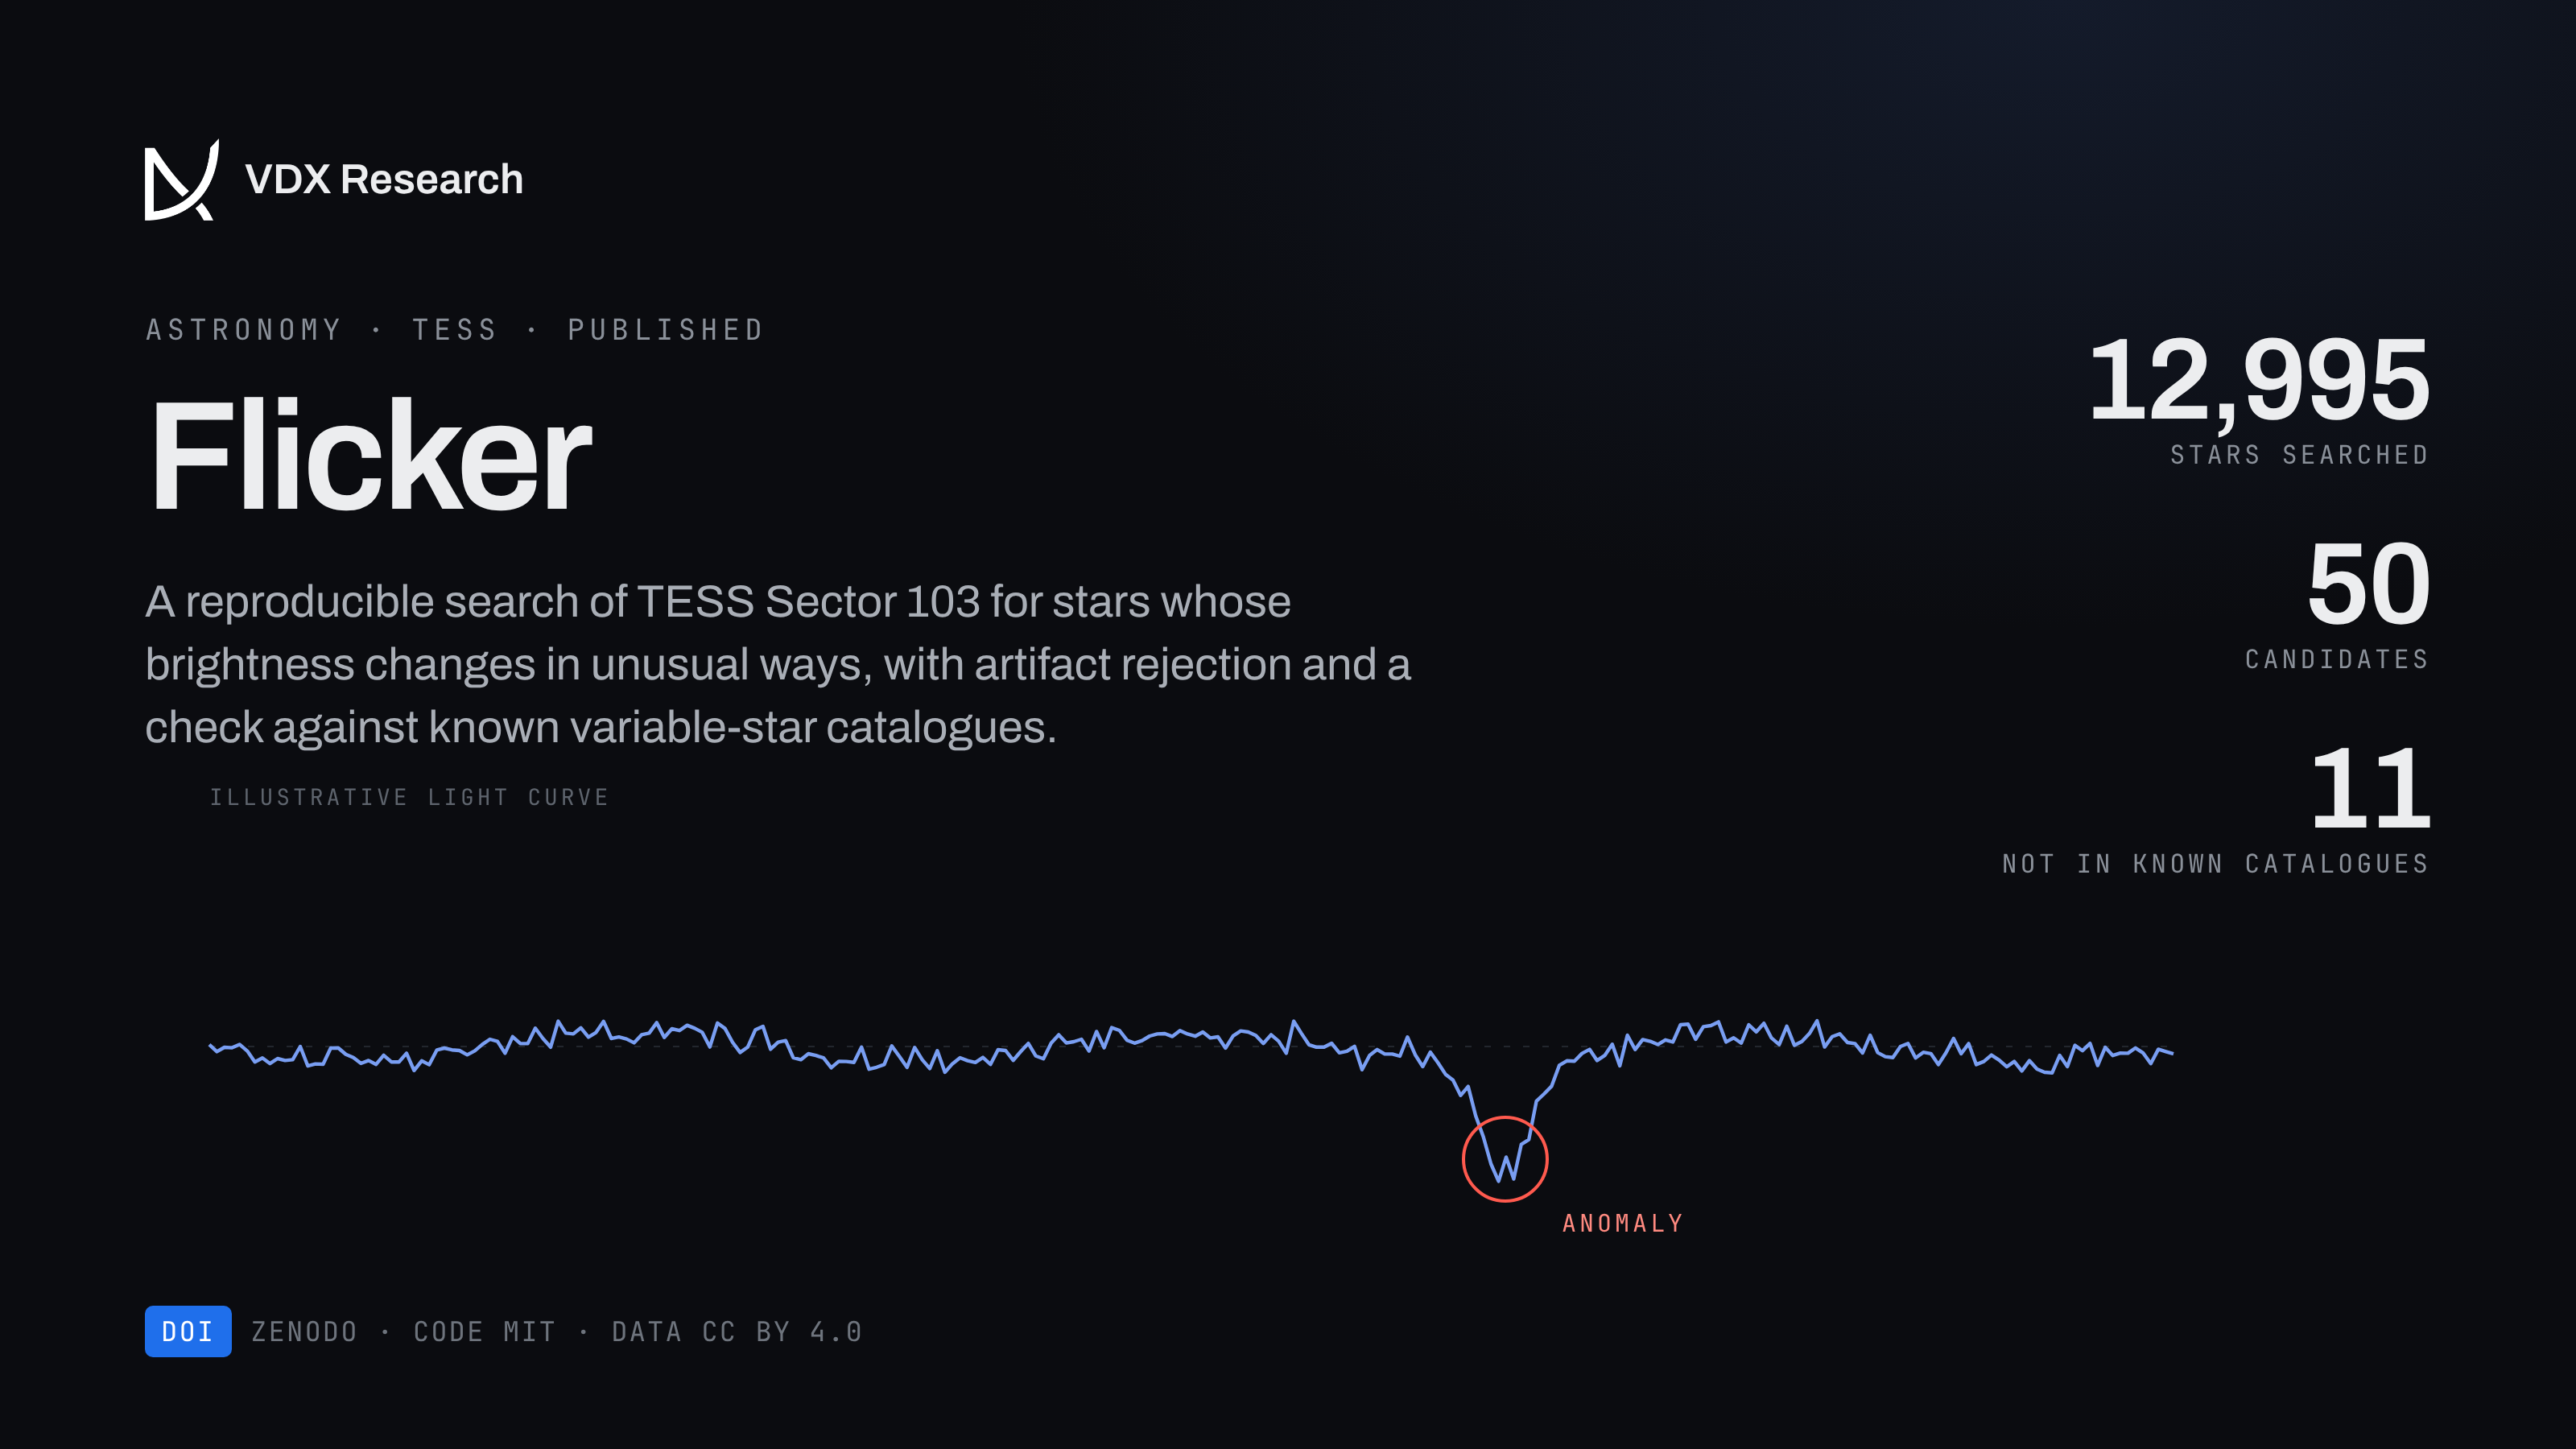 VDX Research
ASTRONOMY · TESS · PUBLISHED
Flicker
A reproducible search of TESS Sector 103 for stars whose
brightness changes in unusual ways, with artifact rejection and a
check against known variable-star catalogues.
ILLUSTRATIVE LIGHT CURVE
12,995
STARS SEARCHED
50
CANDIDATES
11
NOT IN KNOWN CATALOGUES
ANOMALY
DOI ZENODO · CODE MIT · DATA CC BY 4.0